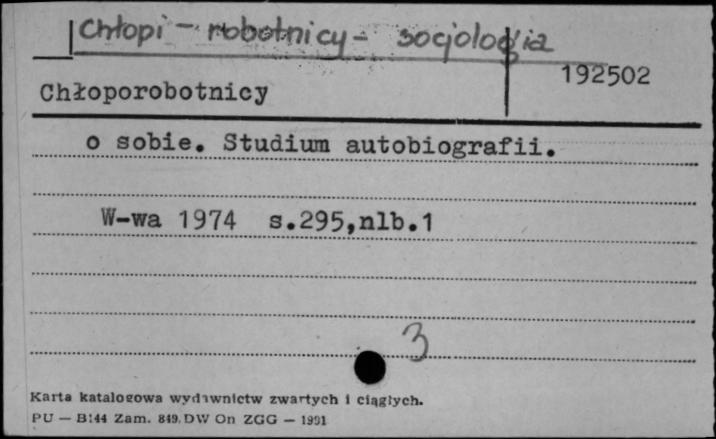 Chłopi - robotnicy - socjologia
192502
Chłoporobotnicy
o sobie. Studium autobiografii.
W-wa 1974 s.295,nlb.1
3
Karta katalogowa wydawnictw zwartych i ciągłych.
PU — B144 Zam. 849. DW On ZGG — 1991